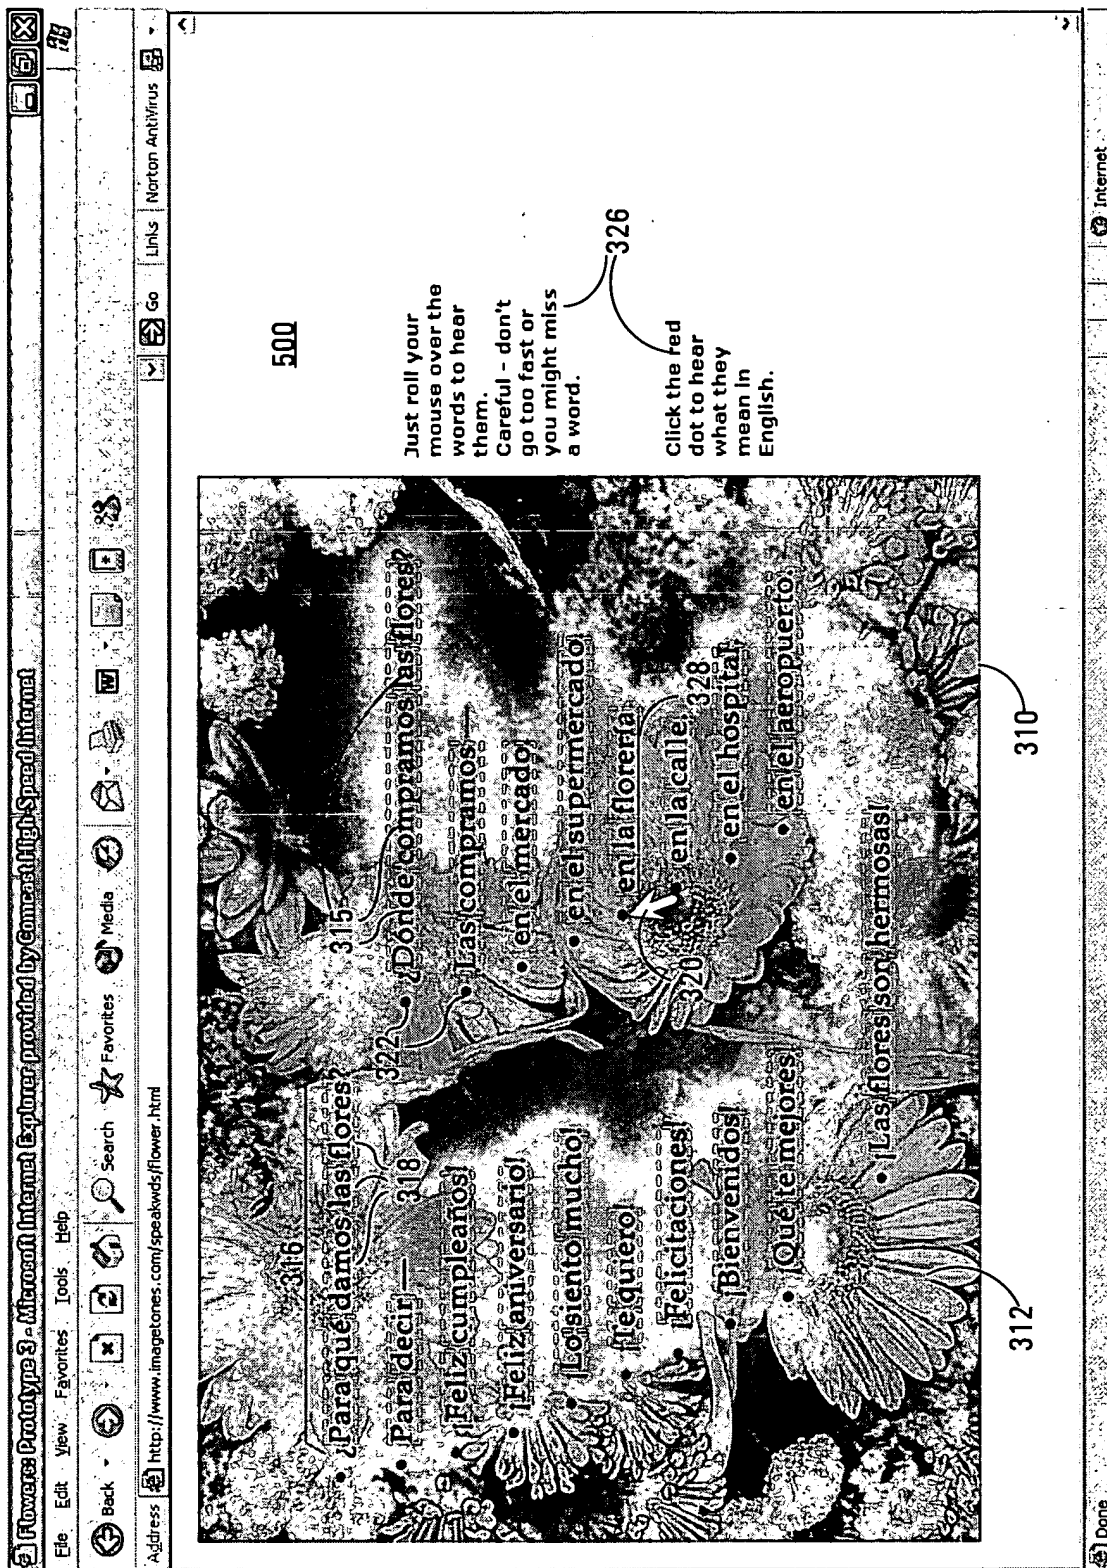 Flowers: Prototype 3 - Microsoft Internet Explorer provided by Comcast High-Speed Internet
File Edit View Favorites Tools Help
Back Search Favorites Media
Address http://www.imagetones.com/speakwds/flower.html Go Links Norton AntiVirus
500
316
¿Para qué damos las flores?
Para decir —
318
¡Feliz cumpleaños!
¡Feliz aniversario!
¡Lo siento mucho!
¡Te quiero!
¡Felicitaciones!
¡Bienvenidos!
¡Qué te mejores!
315
322
¿Dónde compramos las flores?
Las compramos —
en el mercado
en el supermercado
en la florería
320
en la calle
328
en el hospital
en el aeropuerto
¡Las flores son hermosas!
Just roll your
mouse over the
words to hear
them.
Careful - don't
go too fast or
you might miss
a word.
326
Click the red
dot to hear
what they
mean in
English.
312
310
Done Internet